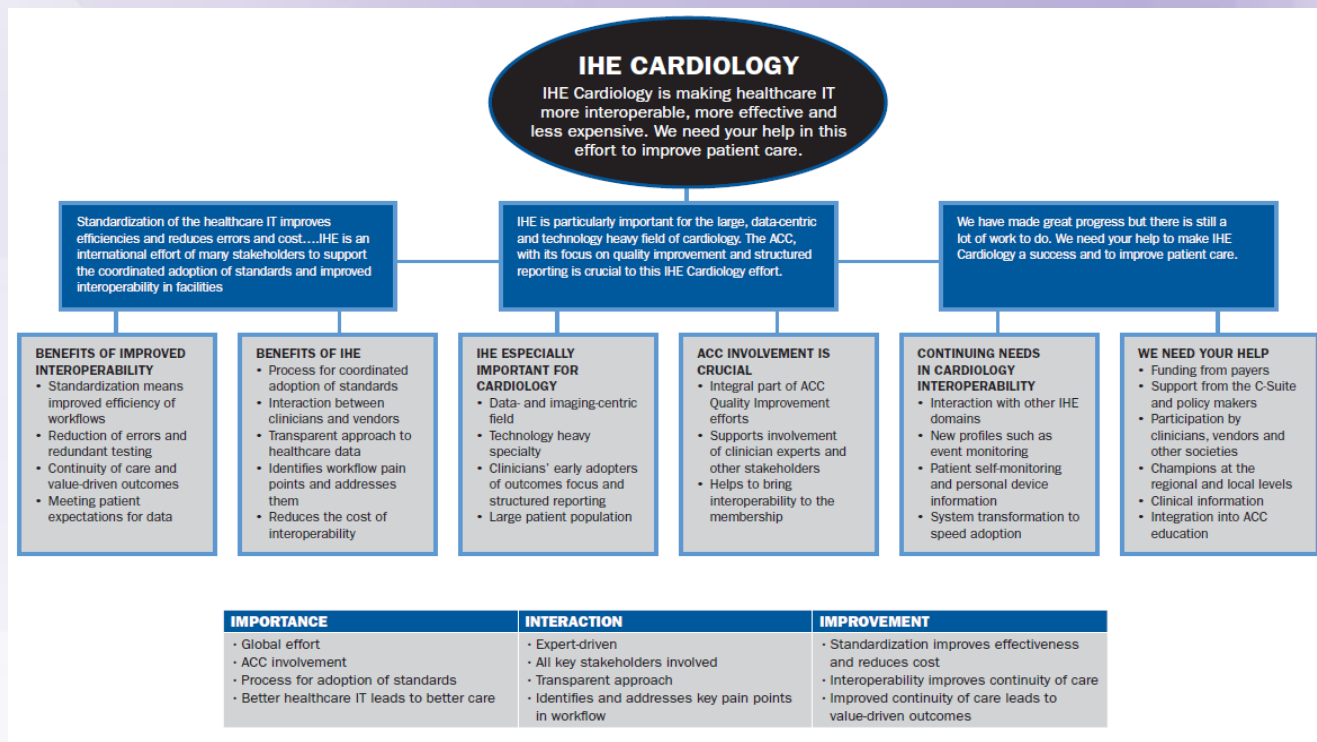 IHE CARDIOLOGY
IHE Cardiology is making healthcare IT
more interoperable, more effective and
less expensive. We need your help in this
effort to improve patient care.
Standardization of the healthcare IT improves
efficiencies and reduces errors and cost....IHE is an
international effort of many stakeholders to support
the coordinated adoption of standards and improved
interoperability in facilities
IHE is particularly important for the large, data-centric
and technology heavy field of cardiology. The ACC,
with its focus on quality improvement and structured
reporting is crucial to this IHE Cardiology effort.
We have made great progress but there is still a
lot of work to do. We need your help to make IHE
Cardiology a success and to improve patient care.
BENEFITS OF IMPROVED
INTEROPERABILITY
• Standardization means
improved efficiency of
workflows
• Reduction of errors and
redundant testing
• Continuity of care and
value-driven outcomes
• Meeting patient
expectations for data
BENEFITS OF IHE
• Process for coordinated
adoption of standards
• Interaction between
clinicians and vendors
• Transparent approach to
healthcare data
• Identifies workflow pain
points and addresses
them
• Reduces the cost of
interoperability
IHE ESPECIALLY
IMPORTANT FOR
CARDIOLOGY
• Data- and imaging-centric
field
• Technology heavy
specialty
• Clinicians' early adopters
of outcomes focus and
structured reporting
• Large patient population
ACC INVOLVEMENT IS
CRUCIAL
• Integral part of ACC
Quality Improvement
efforts
• Supports involvement
of clinician experts and
other stakeholders
• Helps to bring
interoperability to the
membership
CONTINUING NEEDS
IN CARDIOLOGY
INTEROPERABILITY
• Interaction with other IHE
domains
• New profiles such as
event monitoring
• Patient self-monitoring
and personal device
information
• System transformation to
speed adoption
WE NEED YOUR HELP
• Funding from payers
• Support from the C-Suite
and policy makers
• Participation by
clinicians, vendors and
other societies
• Champions at the
regional and local levels
• Clinical information
• Integration into ACC
education
IMPORTANCE
· Global effort
· ACC involvement
· Process for adoption of standards
· Better healthcare IT leads to better care
INTERACTION
· Expert-driven
· All key stakeholders involved
· Transparent approach
· Identifies and addresses key pain points
in workflow
IMPROVEMENT
· Standardization improves effectiveness
and reduces cost
· Interoperability improves continuity of care
· Improved continuity of care leads to
value-driven outcomes